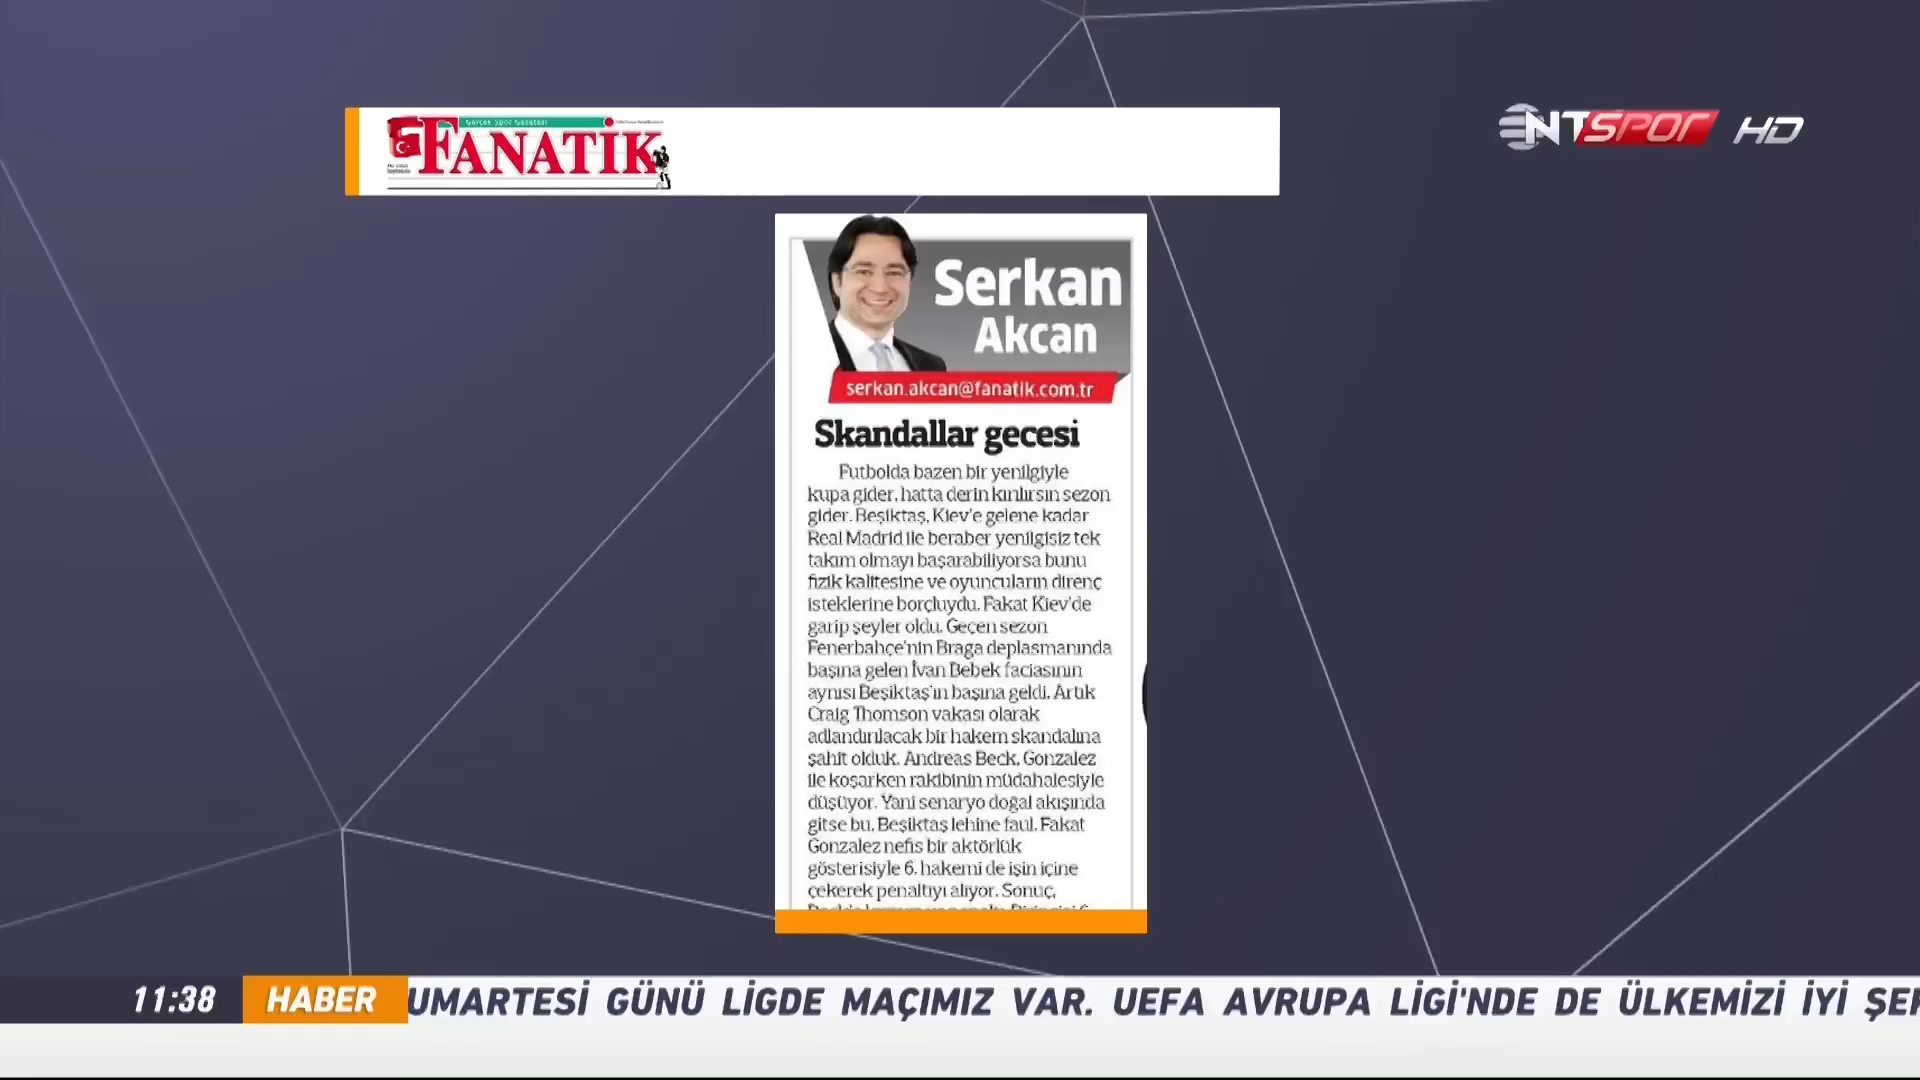 Gerçek Spor Gazetesi
FANATİK
NTSPOR HD
Serkan
Akcan
serkan.akcan@fanatik.com.tr
Skandallar gecesi
Futbolda bazen bir yenilgiyle
kupa gider, hatta derin kırılırsın sezon
gider. Beşiktaş, Kiev'e gelene kadar
Real Madrid ile beraber yenilgisiz tek
takım olmayı başarabiliyorsa bunu
fizik kalitesine ve oyuncuların direnç
isteklerine borçluydu. Fakat Kiev'de
garip şeyler oldu. Geçen sezon
Fenerbahçe'nin Braga deplasmanında
başına gelen İvan Bebek faciasının
aynısı Beşiktaş'ın başına geldi. Artık
Craig Thomson vakası olarak
adlandırılacak bir hakem skandalına
şahit olduk. Andreas Beck, Gonzalez
ile koşarken rakibinin müdahalesiyle
düşüyor. Yani senaryo doğal akışında
gitse bu, Beşiktaş lehine faul. Fakat
Gonzalez nefis bir aktörlük
gösterisiyle 6. hakemi de işin içine
çekerek penaltıyı alıyor. Sonuç,
11:38 HABER UMARTESİ GÜNÜ LİGDE MAÇIMIZ VAR. UEFA AVRUPA LİGİ'NDE DE ÜLKEMİZİ İYİ ŞER